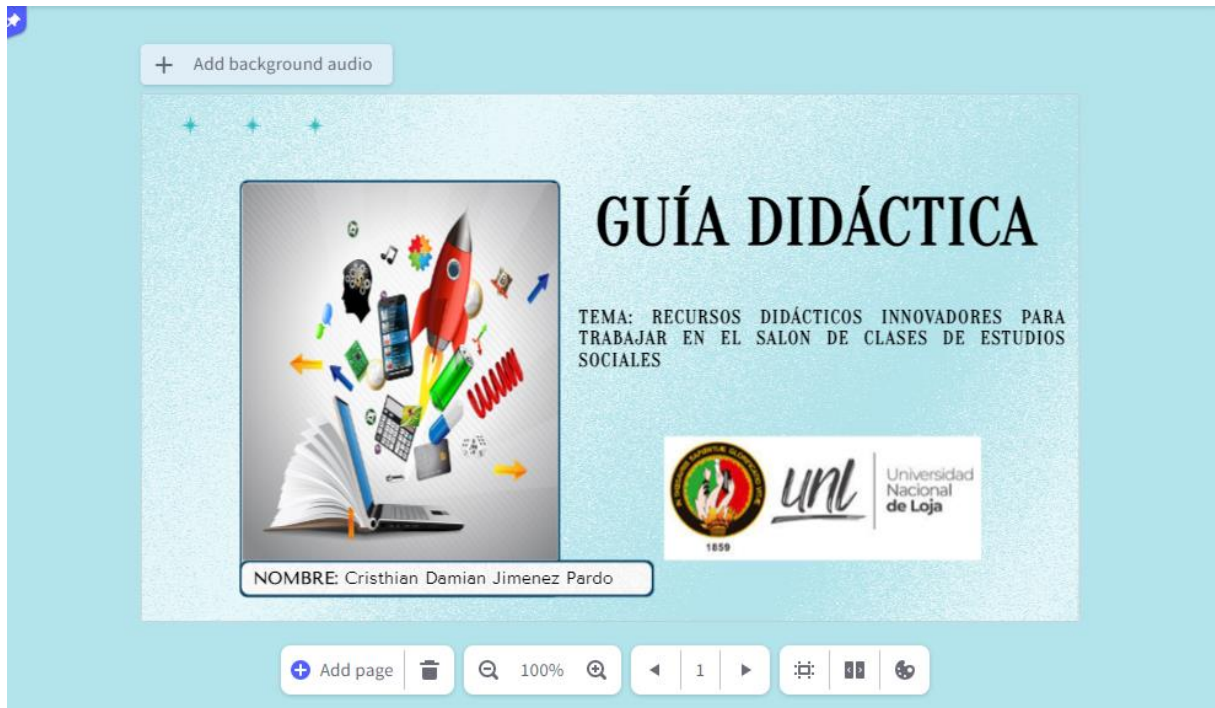 Add background audio
GUÍA DIDÁCTICA
TEMA: RECURSOS DIDÁCTICOS INNOVADORES PARA
TRABAJAR EN EL SALON DE CLASES DE ESTUDIOS
SOCIALES
unl
Universidad
Nacional
de Loja
1859
NOMBRE: Cristhian Damian Jimenez Pardo
Add page
100%
1